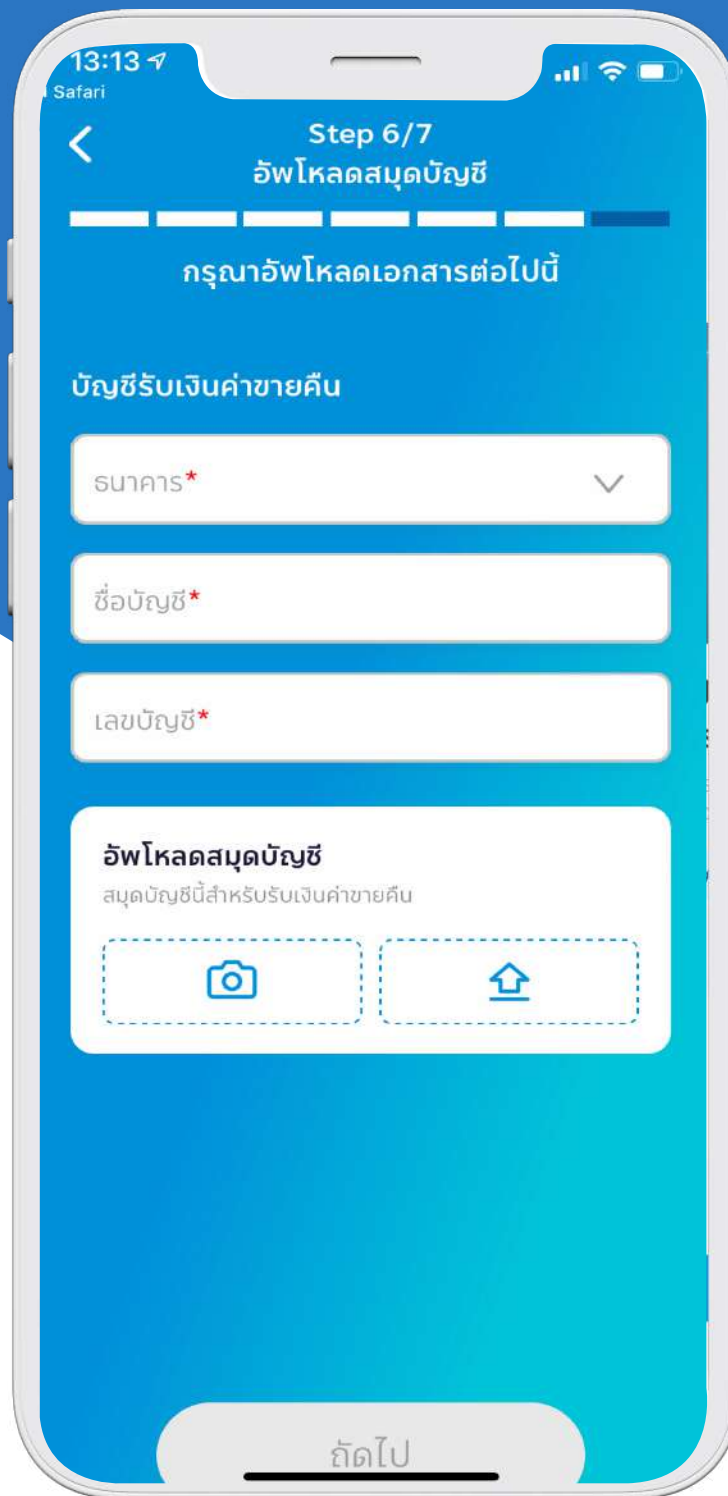 13:13
Safari
Step 6/7
อัพโหลดสมุดบัญชี
กรุณาอัพโหลดเอกสารต่อไปนี้
บัญชีรับเงินค่าขายคืน
ธนาคาร*
ชื่อบัญชี*
เลขบัญชี*
อัพโหลดสมุดบัญชี
สมุดบัญชีนี้สำหรับรับเงินค่าขายคืน
ถัดไป